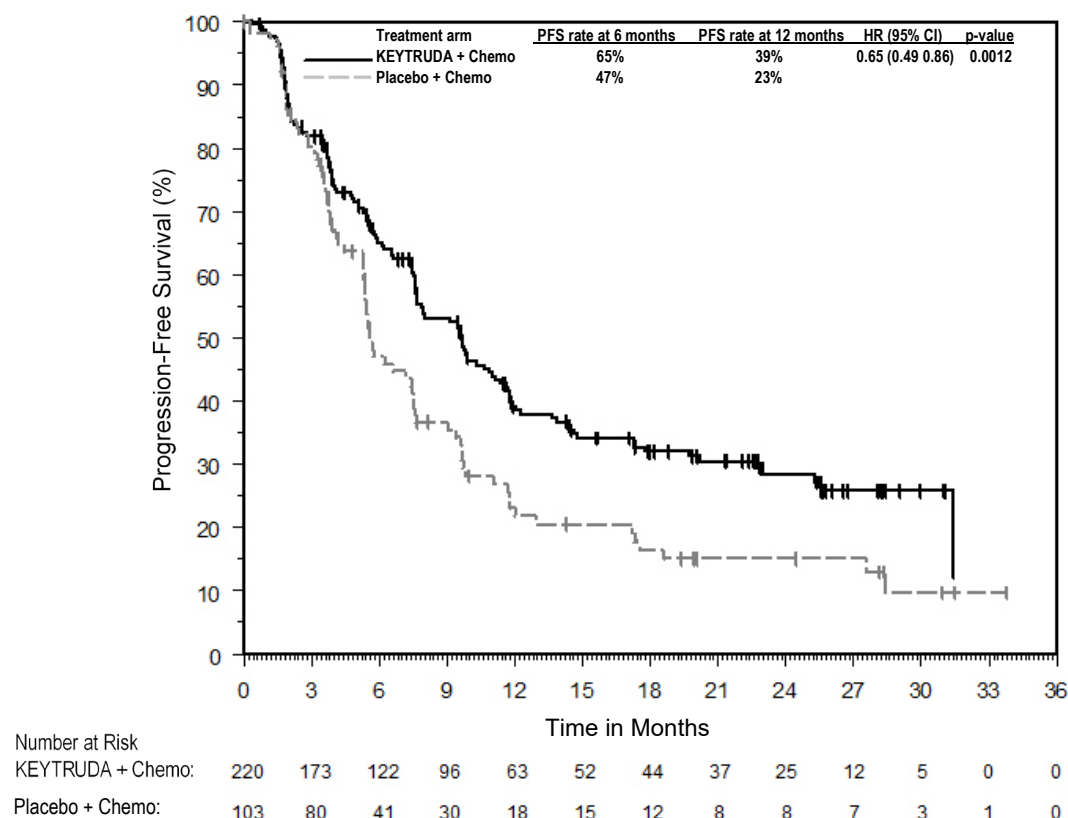 Treatment arm PFS rate at 6 months PFS rate at 12 months HR (95% CI) p-value
KEYTRUDA + Chemo 65% 39% 0.65 (0.49 0.86) 0.0012
Placebo + Chemo 47% 23%
Progression-Free Survival (%)
100
90
80
70
60
50
40
30
20
10
0
0 3 6 9 12 15 18 21 24 27 30 33 36
Time in Months
Number at Risk
KEYTRUDA + Chemo: 220 173 122 96 63 52 44 37 25 12 5 0 0
Placebo + Chemo: 103 80 41 30 18 15 12 8 8 7 3 1 0